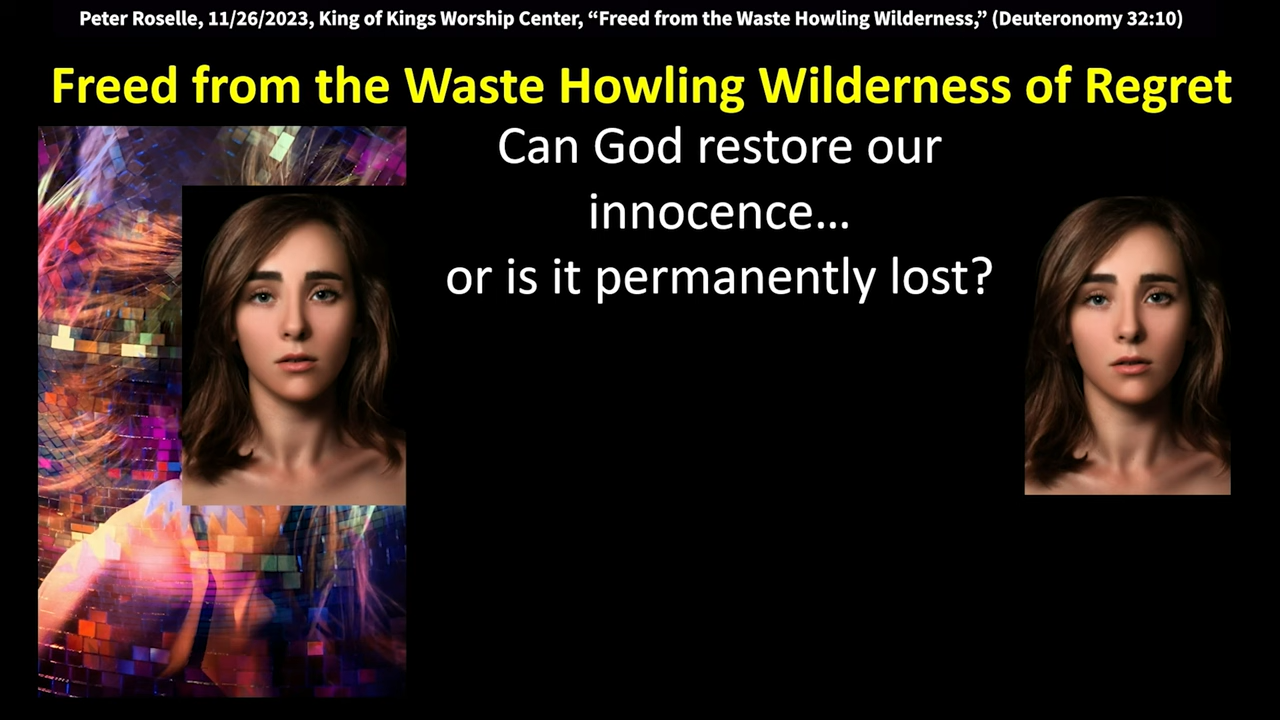 Peter Roselle, 11/26/2023, King of Kings Worship Center, “Freed from the Waste Howling Wilderness,” (Deuteronomy 32:10)
Freed from the Waste Howling Wilderness of Regret
Can God restore our
innocence...
or is it permanently lost?